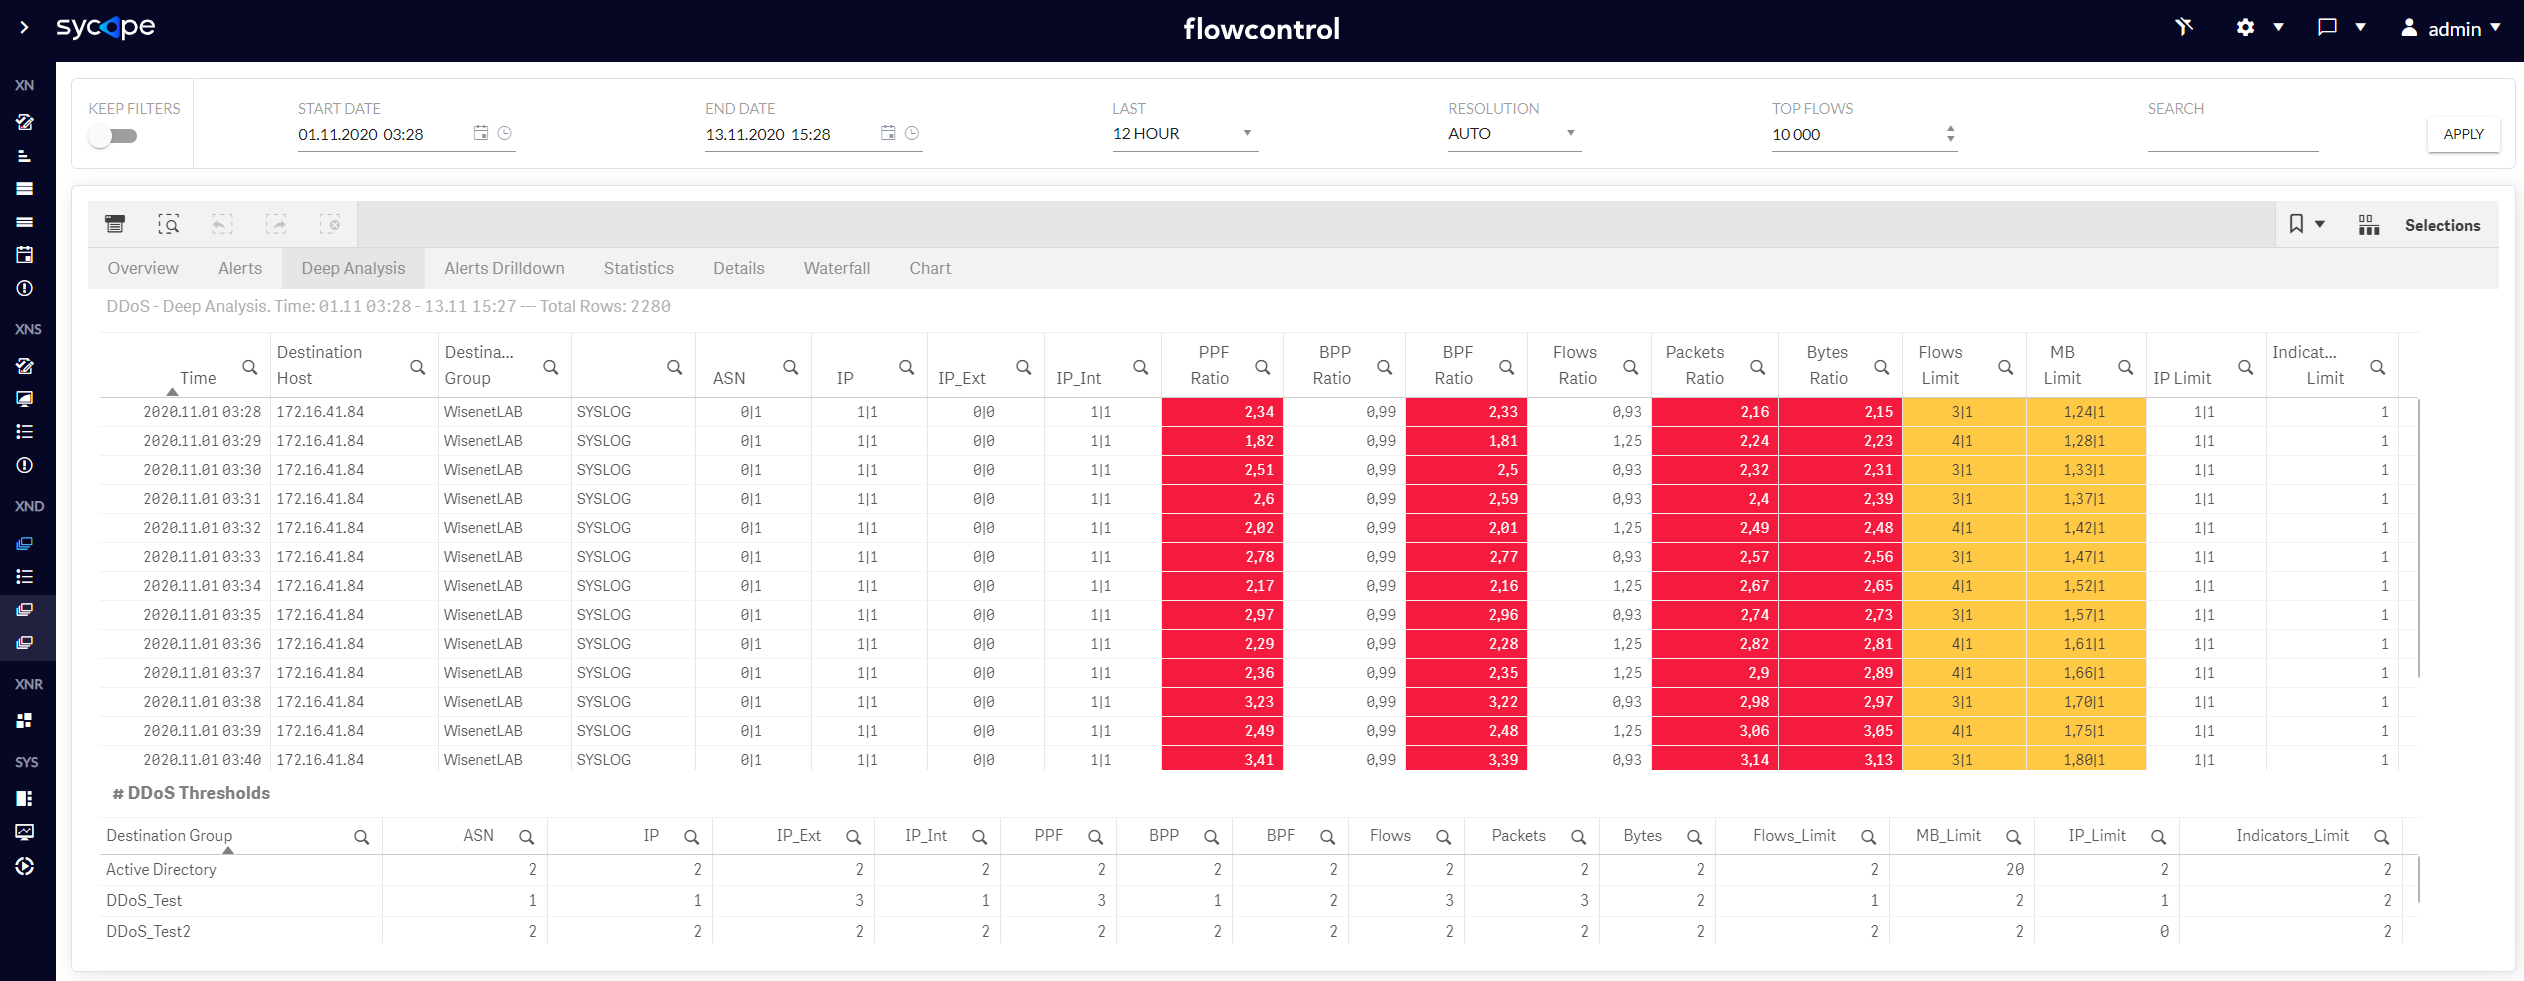 sycope
flowcontrol
admin
XN
XNS
XND
XNR
SYS
KEEP FILTERS
START DATE
01.11.2020 03:28
END DATE
13.11.2020 15:28
LAST
12 HOUR
RESOLUTION
AUTO
TOP FLOWS
10 000
SEARCH
APPLY
Selections
Overview Alerts Deep Analysis Alerts Drilldown Statistics Details Waterfall Chart
DDoS - Deep Analysis. Time: 01.11 03:28 - 13.11 15:27 --- Total Rows: 2280
Time Destination Host Destina... Group ASN IP IP_Ext IP_Int PPF Ratio BPP Ratio BPF Ratio Flows Ratio Packets Ratio Bytes Ratio Flows Limit MB Limit IP Limit Indicat... Limit
2020.11.01 03:28 172.16.41.84 WisenetLAB SYSLOG 0|1 1|1 0|0 1|1 2,34 0,99 2,33 0,93 2,16 2,15 3|1 1,24|1 1|1 1
2020.11.01 03:29 172.16.41.84 WisenetLAB SYSLOG 0|1 1|1 0|0 1|1 1,82 0,99 1,81 1,25 2,24 2,23 4|1 1,28|1 1|1 1
2020.11.01 03:30 172.16.41.84 WisenetLAB SYSLOG 0|1 1|1 0|0 1|1 2,51 0,99 2,5 0,93 2,32 2,31 3|1 1,33|1 1|1 1
2020.11.01 03:31 172.16.41.84 WisenetLAB SYSLOG 0|1 1|1 0|0 1|1 2,6 0,99 2,59 0,93 2,4 2,39 3|1 1,37|1 1|1 1
2020.11.01 03:32 172.16.41.84 WisenetLAB SYSLOG 0|1 1|1 0|0 1|1 2,02 0,99 2,01 1,25 2,49 2,48 4|1 1,42|1 1|1 1
2020.11.01 03:33 172.16.41.84 WisenetLAB SYSLOG 0|1 1|1 0|0 1|1 2,78 0,99 2,77 0,93 2,57 2,56 3|1 1,47|1 1|1 1
2020.11.01 03:34 172.16.41.84 WisenetLAB SYSLOG 0|1 1|1 0|0 1|1 2,17 0,99 2,16 1,25 2,67 2,65 4|1 1,52|1 1|1 1
2020.11.01 03:35 172.16.41.84 WisenetLAB SYSLOG 0|1 1|1 0|0 1|1 2,97 0,99 2,96 0,93 2,74 2,73 3|1 1,57|1 1|1 1
2020.11.01 03:36 172.16.41.84 WisenetLAB SYSLOG 0|1 1|1 0|0 1|1 2,29 0,99 2,28 1,25 2,82 2,81 4|1 1,61|1 1|1 1
2020.11.01 03:37 172.16.41.84 WisenetLAB SYSLOG 0|1 1|1 0|0 1|1 2,36 0,99 2,35 1,25 2,9 2,89 4|1 1,66|1 1|1 1
2020.11.01 03:38 172.16.41.84 WisenetLAB SYSLOG 0|1 1|1 0|0 1|1 3,23 0,99 3,22 0,93 2,98 2,97 3|1 1,70|1 1|1 1
2020.11.01 03:39 172.16.41.84 WisenetLAB SYSLOG 0|1 1|1 0|0 1|1 2,49 0,99 2,48 1,25 3,06 3,05 4|1 1,75|1 1|1 1
2020.11.01 03:40 172.16.41.84 WisenetLAB SYSLOG 0|1 1|1 0|0 1|1 3,41 0,99 3,39 0,93 3,14 3,13 3|1 1,80|1 1|1 1
# DDoS Thresholds
Destination Group ASN IP IP_Ext IP_Int PPF BPP BPF Flows Packets Bytes Flows_Limit MB_Limit IP_Limit Indicators_Limit
Active Directory 2 2 2 2 2 2 2 2 2 2 2 20 2 2
DDoS_Test 1 1 3 1 3 1 2 3 3 2 1 2 1 2
DDoS_Test2 2 2 2 2 2 2 2 2 2 2 2 2 0 2